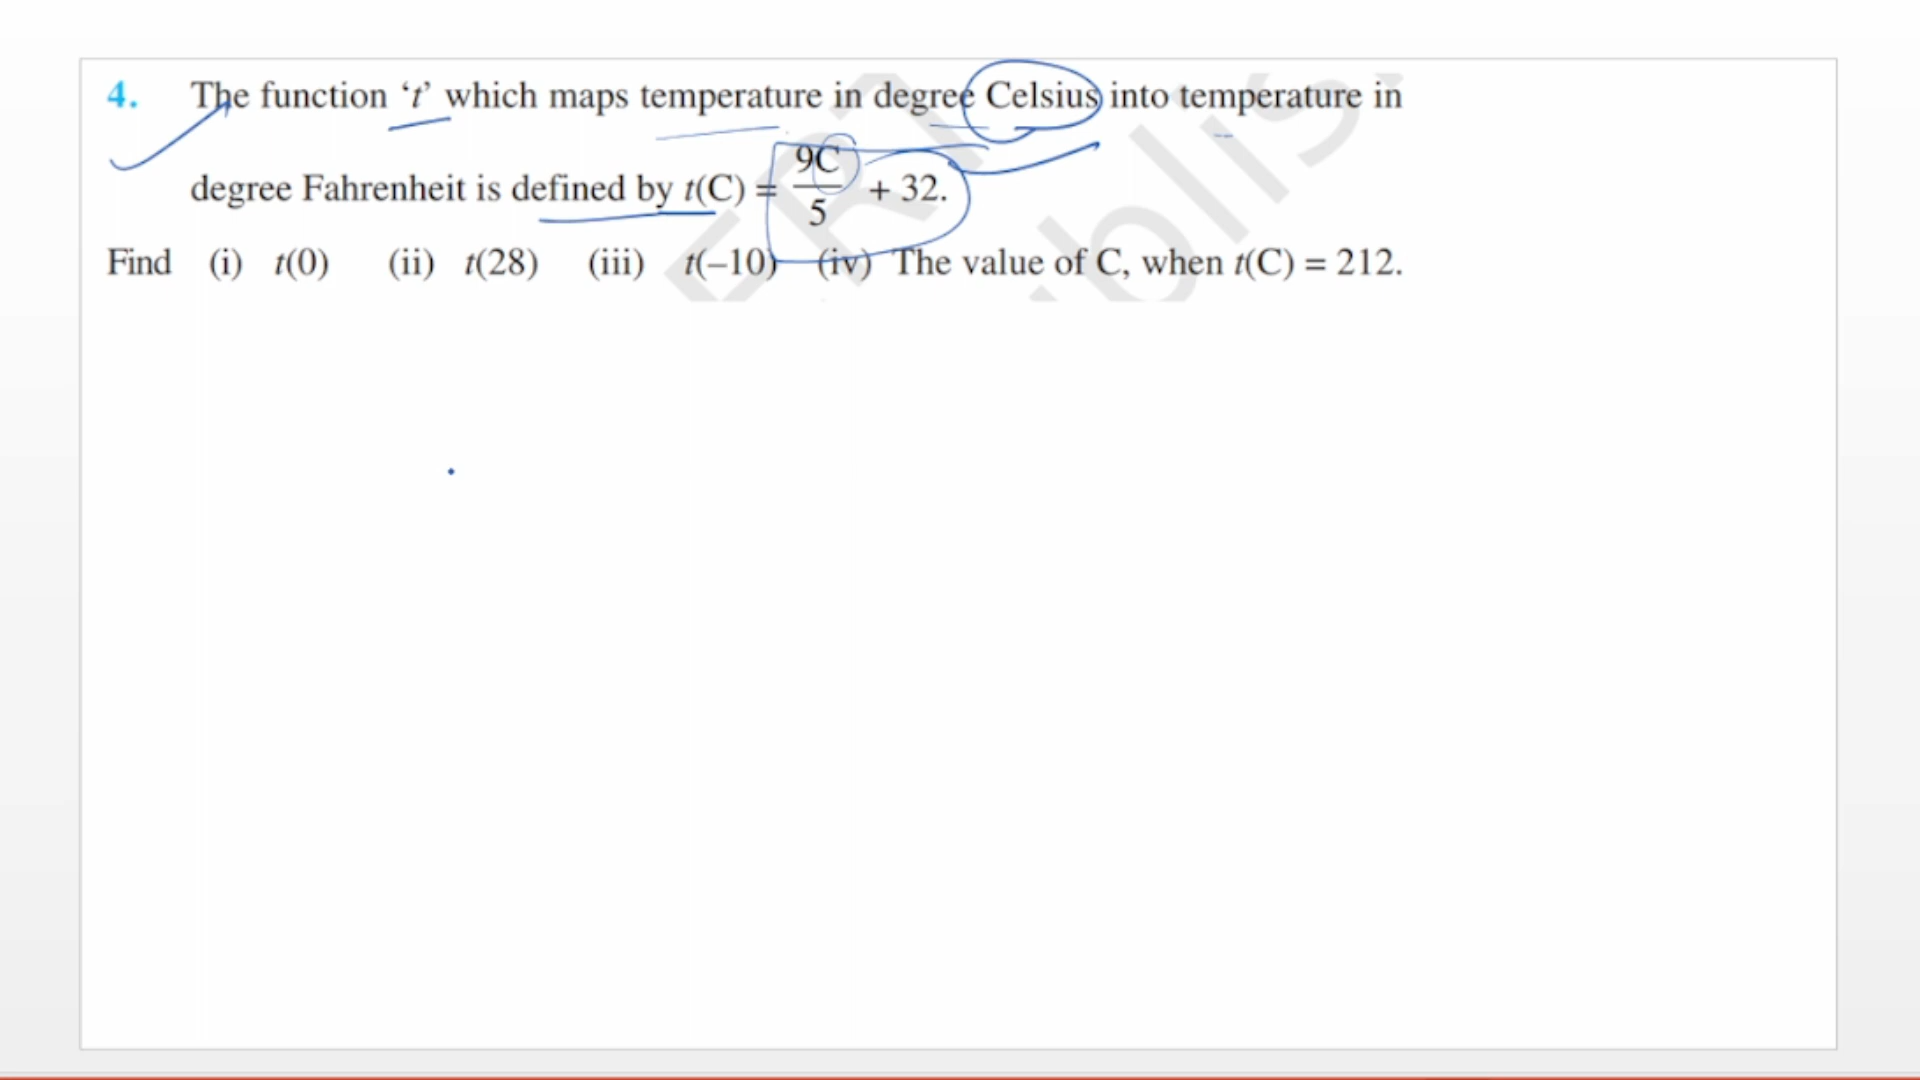 4. The function ‘t’ which maps temperature in degree Celsius into temperature in
degree Fahrenheit is defined by t(C) = 9C/5 + 32.
Find (i) t(0) (ii) t(28) (iii) t(–10) (iv) The value of C, when t(C) = 212.